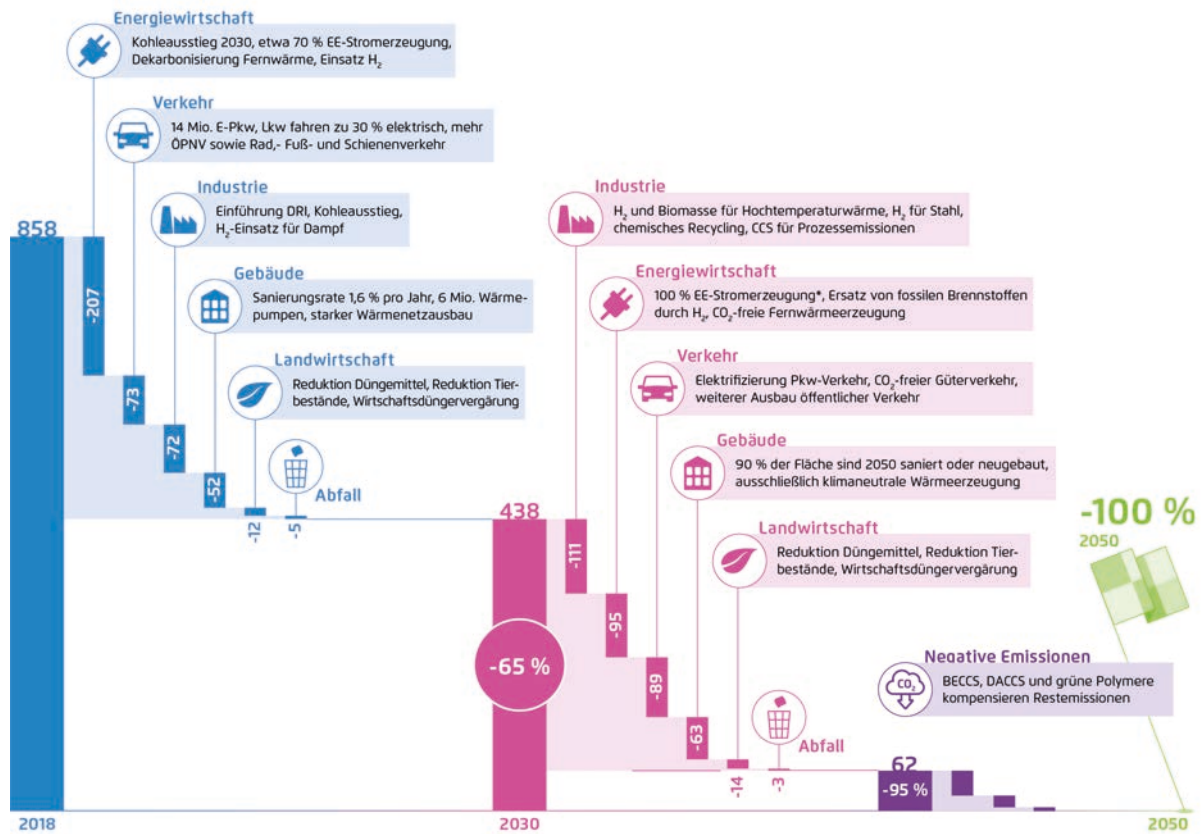 Energiewirtschaft
Kohleausstieg 2030, etwa 70 % EE-Stromerzeugung,
Dekarbonisierung Fernwärme, Einsatz H₂
Verkehr
14 Mio. E-Pkw, Lkw fahren zu 30 % elektrisch, mehr
ÖPNV sowie Rad,- Fuß- und Schienenverkehr
Industrie
Einführung DRI, Kohleausstieg,
H₂-Einsatz für Dampf
Gebäude
Sanierungsrate 1,6 % pro Jahr, 6 Mio. Wärme-
pumpen, starker Wärmenetzausbau
Landwirtschaft
Reduktion Düngemittel, Reduktion Tier-
bestände, Wirtschaftsdüngervergärung
Abfall
858
-207
-73
-72
-52
-12
-5
2018
Industrie
H₂ und Biomasse für Hochtemperaturwärme, H₂ für Stahl,
chemisches Recycling, CCS für Prozessemissionen
Energiewirtschaft
100 % EE-Stromerzeugung*, Ersatz von fossilen Brennstoffen
durch H₂, CO₂-freie Fernwärmeerzeugung
Verkehr
Elektrifizierung Pkw-Verkehr, CO₂-freier Güterverkehr,
weiterer Ausbau öffentlicher Verkehr
Gebäude
90 % der Fläche sind 2050 saniert oder neugebaut,
ausschließlich klimaneutrale Wärmeerzeugung
Landwirtschaft
Reduktion Düngemittel, Reduktion Tier-
bestände, Wirtschaftsdüngervergärung
Abfall
438
-65 %
-111
-95
-89
-63
-14
-3
2030
Negative Emissionen
CO₂
BECCS, DACCS und grüne Polymere
kompensieren Restemissionen
62
-95 %
-100 %
2050
2050